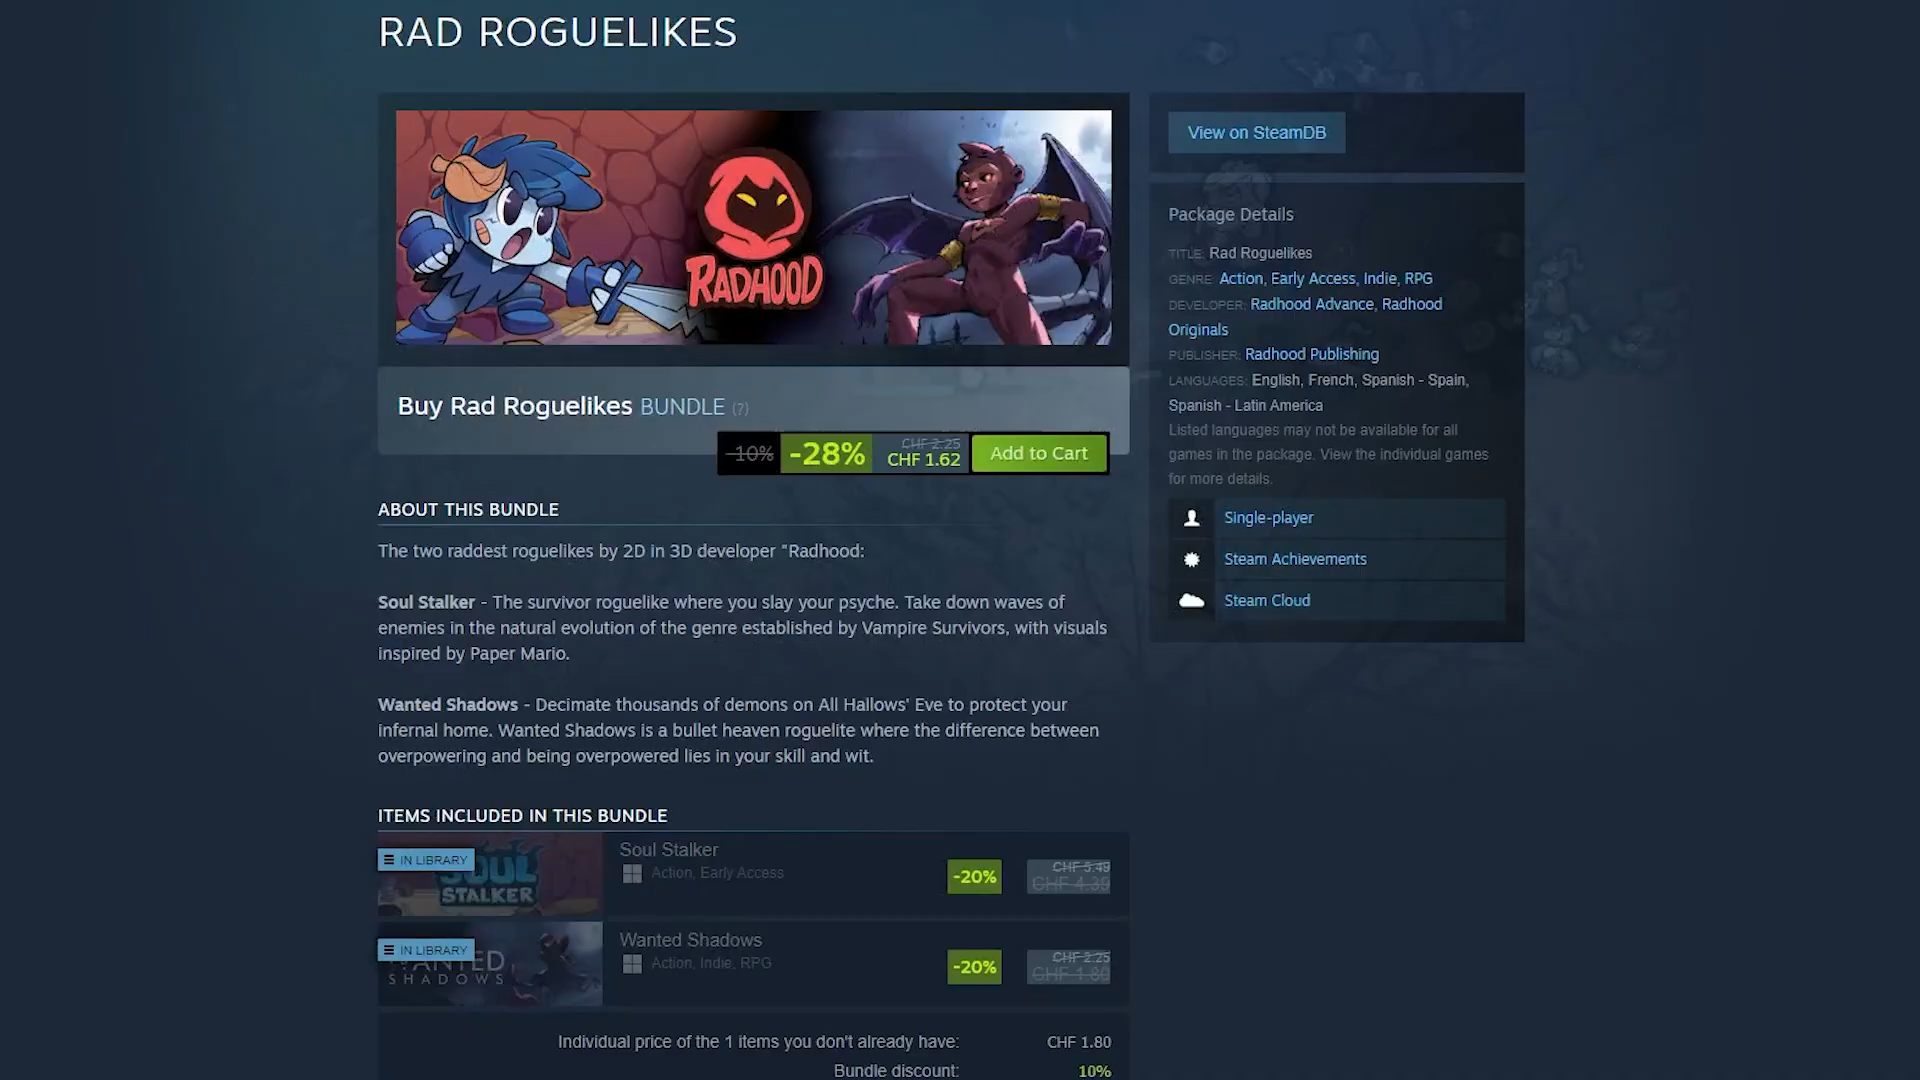 RAD ROGUELIKES
RADHOOD
Buy Rad Roguelikes BUNDLE (?)
-10% -28% CHF 2.25 CHF 1.62 Add to Cart
ABOUT THIS BUNDLE
The two raddest roguelikes by 2D in 3D developer "Radhood:
Soul Stalker - The survivor roguelike where you slay your psyche. Take down waves of
enemies in the natural evolution of the genre established by Vampire Survivors, with visuals
inspired by Paper Mario.
Wanted Shadows - Decimate thousands of demons on All Hallows' Eve to protect your
infernal home. Wanted Shadows is a bullet heaven roguelite where the difference between
overpowering and being overpowered lies in your skill and wit.
ITEMS INCLUDED IN THIS BUNDLE
IN LIBRARY
SOUL
STALKER
Soul Stalker
Action, Early Access
-20%
CHF 5.49
CHF 4.39
IN LIBRARY
WANTED
SHADOWS
Wanted Shadows
Action, Indie, RPG
-20%
CHF 2.25
CHF 1.80
Individual price of the 1 items you don't already have: CHF 1.80
Bundle discount: 10%
View on SteamDB
Package Details
TITLE: Rad Roguelikes
GENRE: Action, Early Access, Indie, RPG
DEVELOPER: Radhood Advance, Radhood
Originals
PUBLISHER: Radhood Publishing
LANGUAGES: English, French, Spanish - Spain,
Spanish - Latin America
Listed languages may not be available for all
games in the package. View the individual games
for more details.
Single-player
Steam Achievements
Steam Cloud